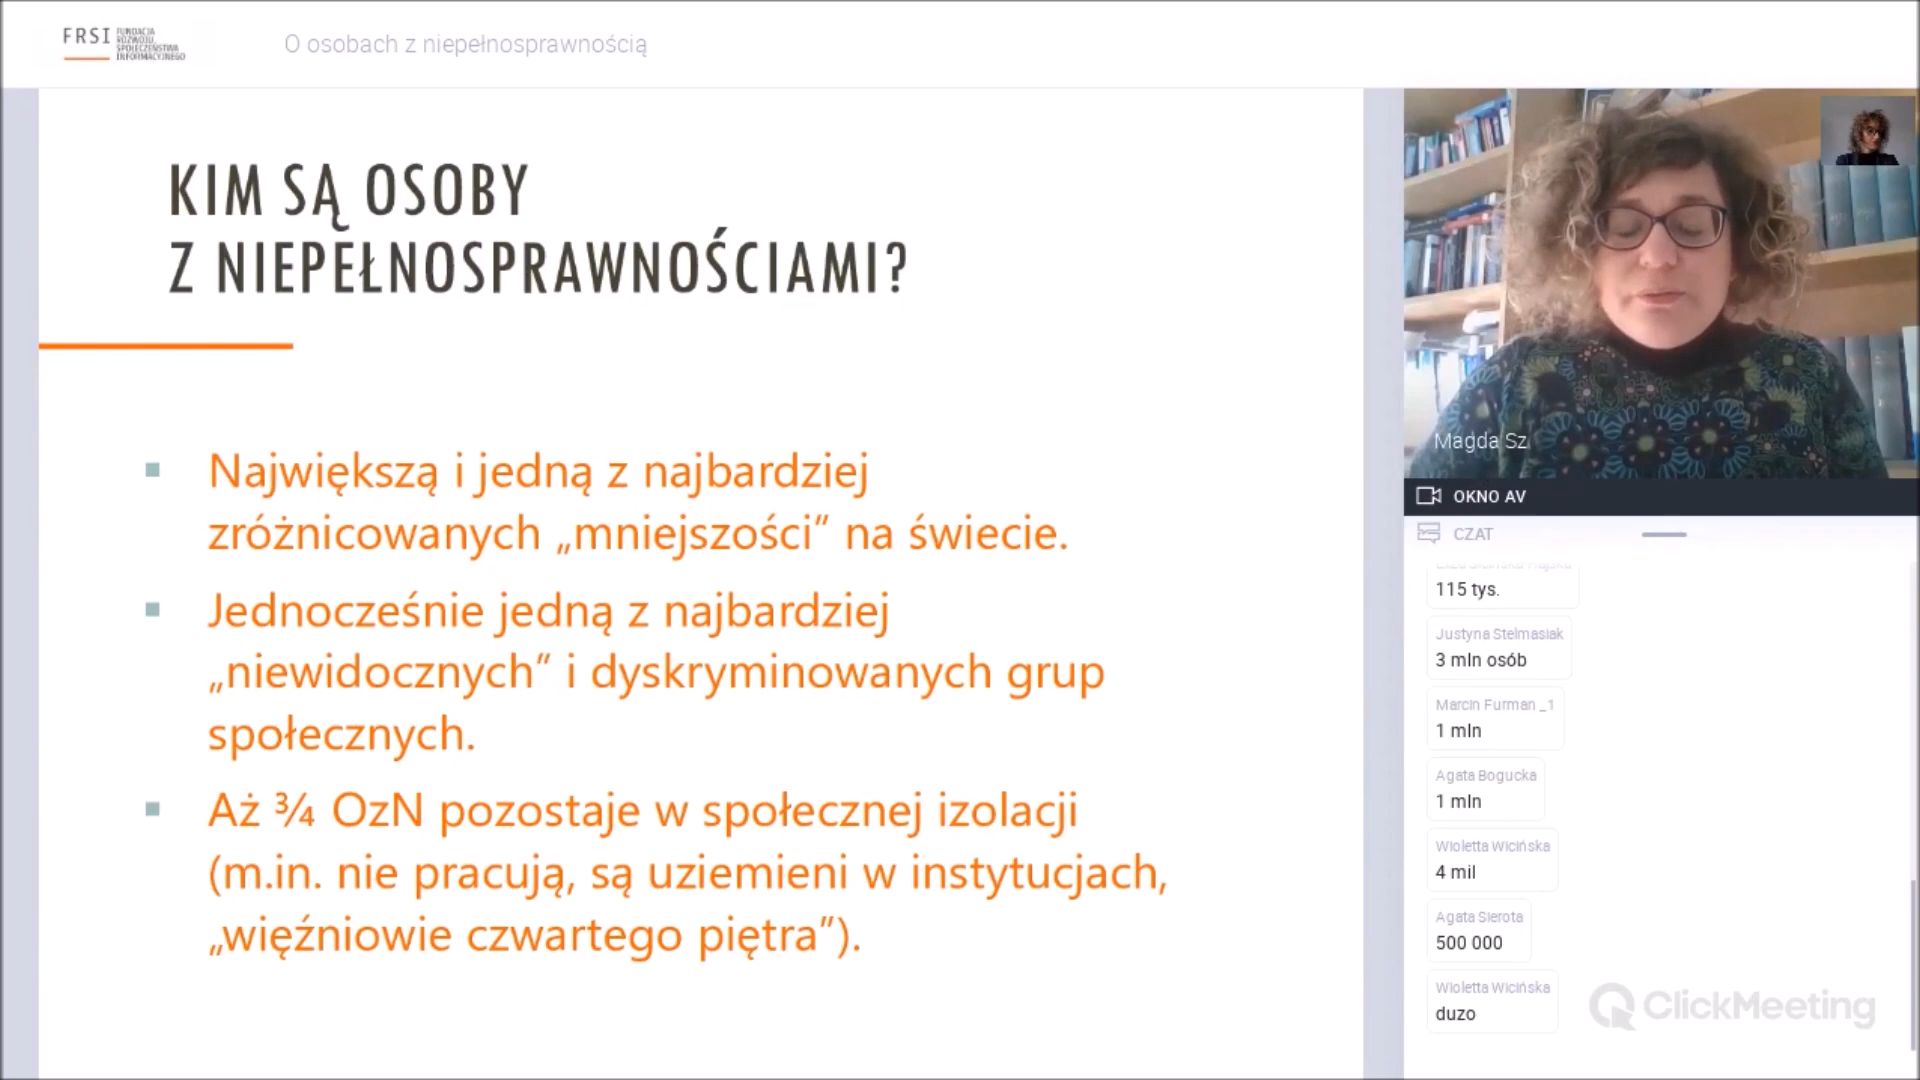 FRSI
FUNDACJA
ROZWOJU
SPOŁECZEŃSTWA
INFORMACYJNEGO
O osobach z niepełnosprawnością
KIM SĄ OSOBY
Z NIEPEŁNOSPRAWNOŚCIAMI?
Największą i jedną z najbardziej
zróżnicowanych „mniejszości” na świecie.
Jednocześnie jedną z najbardziej
„niewidocznych” i dyskryminowanych grup
społecznych.
Aż ¾ OzN pozostaje w społecznej izolacji
(m.in. nie pracują, są uziemieni w instytucjach,
„więźniowie czwartego piętra”).
Magda Sz
OKNO AV
CZAT
115 tys.
Justyna Stelmasiak
3 mln osób
Marcin Furman _1
1 mln
Agata Bogucka
1 mln
Wioletta Wicińska
4 mil
Agata Sierota
500 000
Wioletta Wicińska
duzo
ClickMeeting